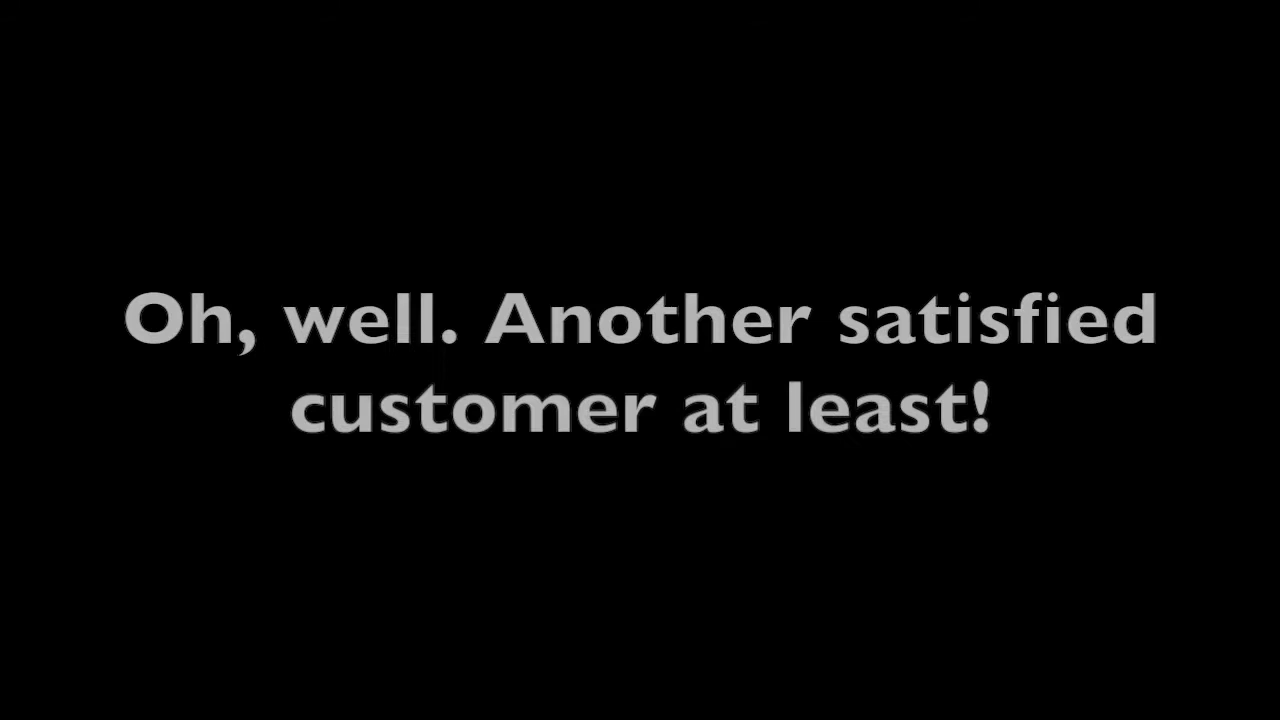 Oh, well. Another satisfied
customer at least!